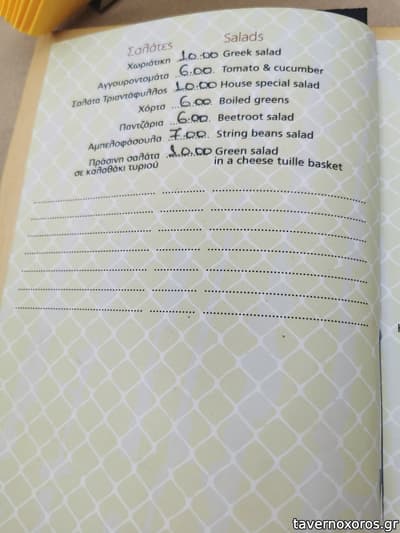 Σαλάτες Salads
Χωριάτικη 10.00 Greek salad
Αγγουροντομάτα 6.00 Tomato & cucumber
Σαλάτα Τριαντάφυλλος 10.00 House special salad
Χόρτα 6.00 Boiled greens
Παντζάρια 6.00 Beetroot salad
Αμπελοφάσουλα 7.00 String beans salad
Πράσινη σαλάτα 10.00 Green salad
σε καλαθάκι τυριού in a cheese tuille basket
tavernoxoros.gr